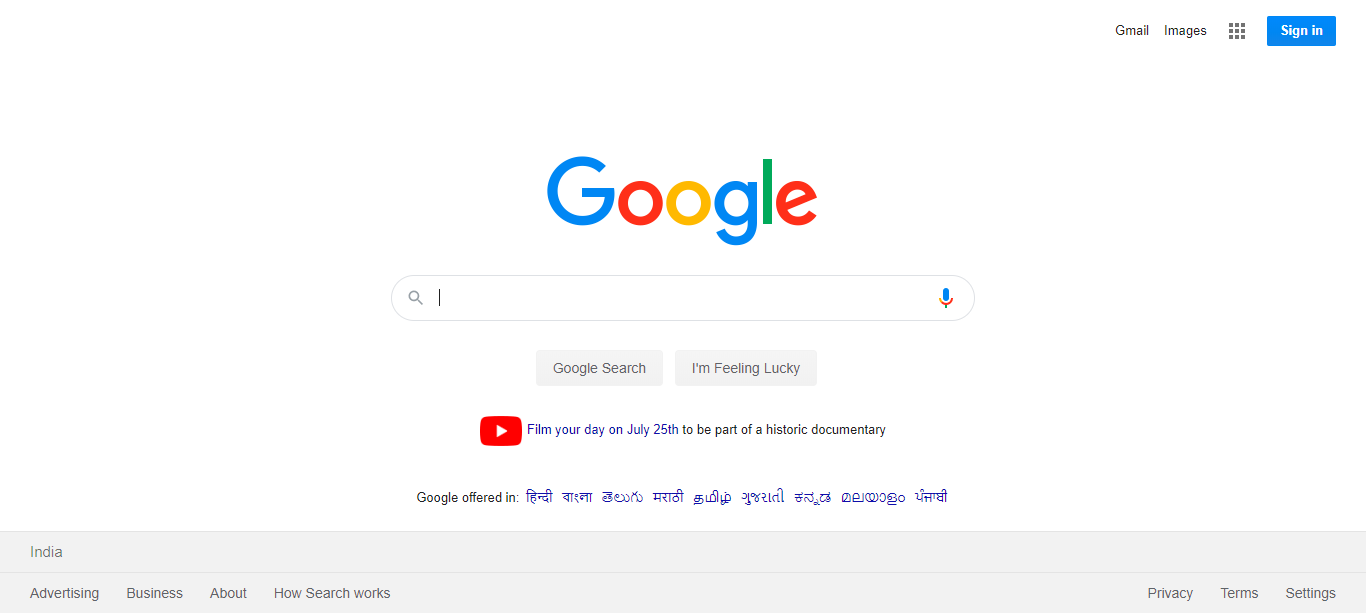 Gmail Images Sign in
Google
Google Search I'm Feeling Lucky
Film your day on July 25th to be part of a historic documentary
Google offered in: हिन्दी বাংলা తెలుగు मराठी தமிழ் ગુજરાતી ಕನ್ನಡ മലയാളം ਪੰਜਾਬੀ
India
Advertising Business About How Search works Privacy Terms Settings